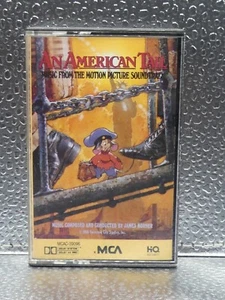 AN AMERICAN TAIL
MUSIC FROM THE MOTION PICTURE SOUNDTRACK
MUSIC COMPOSED AND CONDUCTED BY JAMES HORNER
MCA
HQ